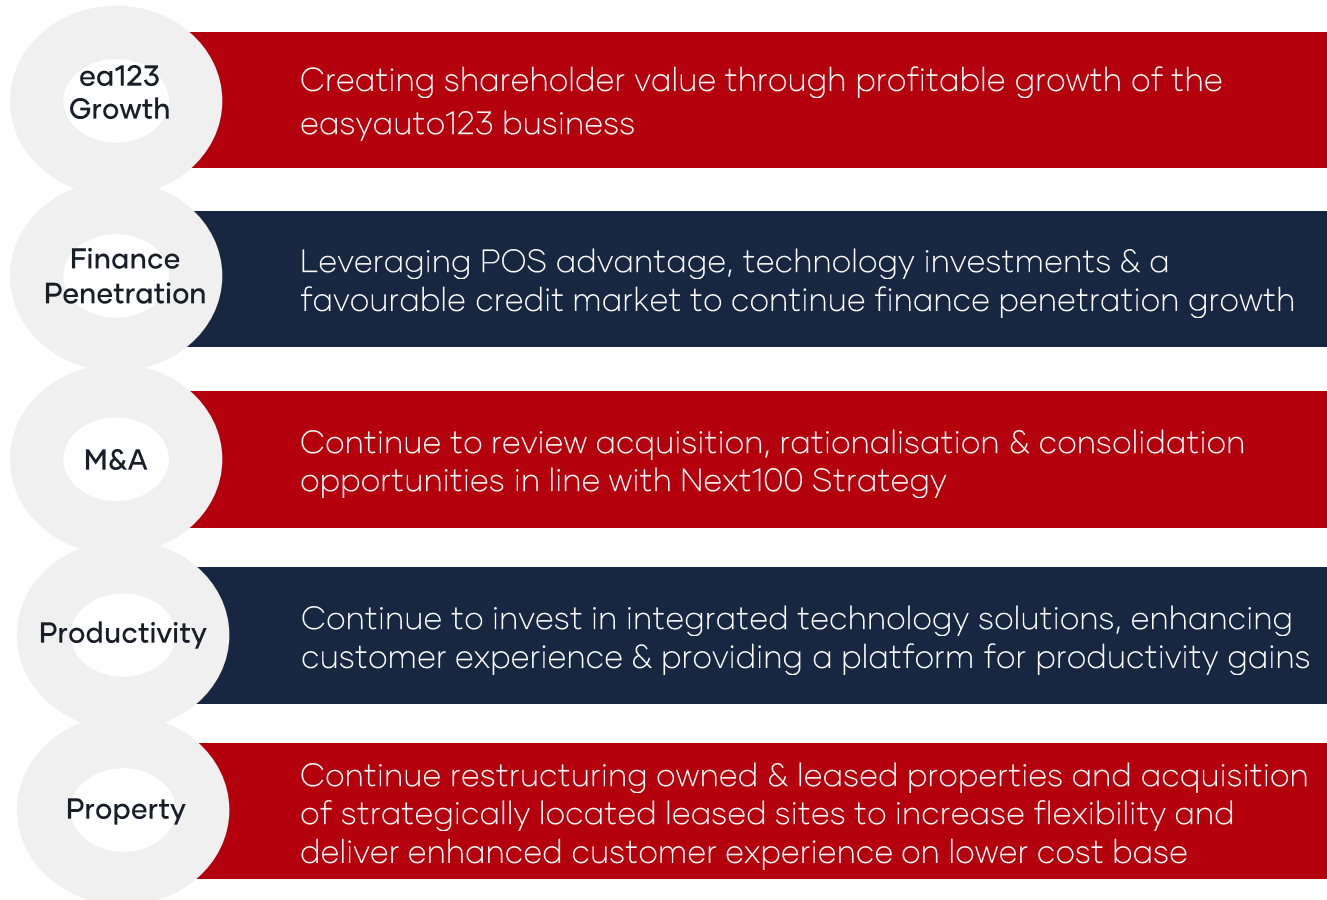 ea123
Growth
Creating shareholder value through profitable growth of the
easyauto123 business
Finance
Penetration
Leveraging POS advantage, technology investments & a
favourable credit market to continue finance penetration growth
M&A
Continue to review acquisition, rationalisation & consolidation
opportunities in line with Next100 Strategy
Productivity
Continue to invest in integrated technology solutions, enhancing
customer experience & providing a platform for productivity gains
Property
Continue restructuring owned & leased properties and acquisition
of strategically located leased sites to increase flexibility and
deliver enhanced customer experience on lower cost base